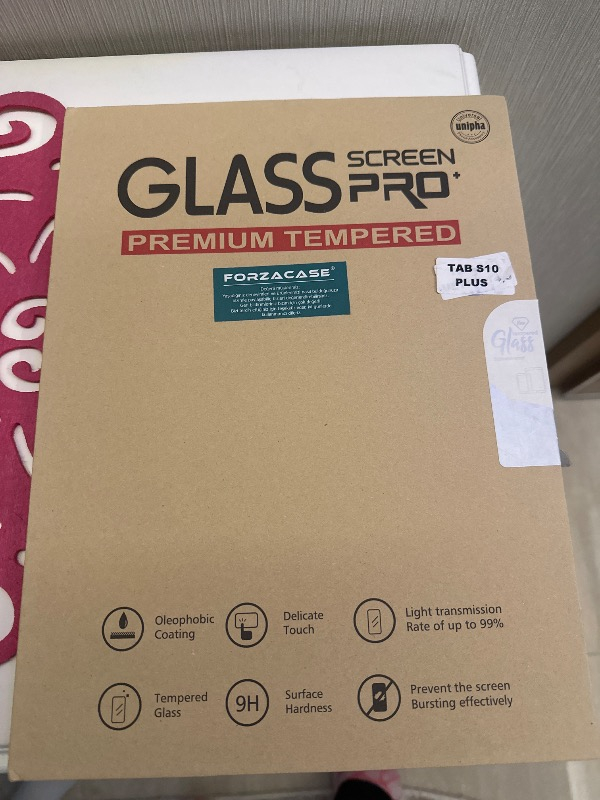 unipha
GLASS SCREEN
PRO+
PREMIUM TEMPERED
FORZACASE®
TAB S10
PLUS
Glass
Oleophobic
Coating
Delicate
Touch
Light transmission
Rate of up to 99%
Tempered
Glass
9H
Surface
Hardness
Prevent the screen
Bursting effectively